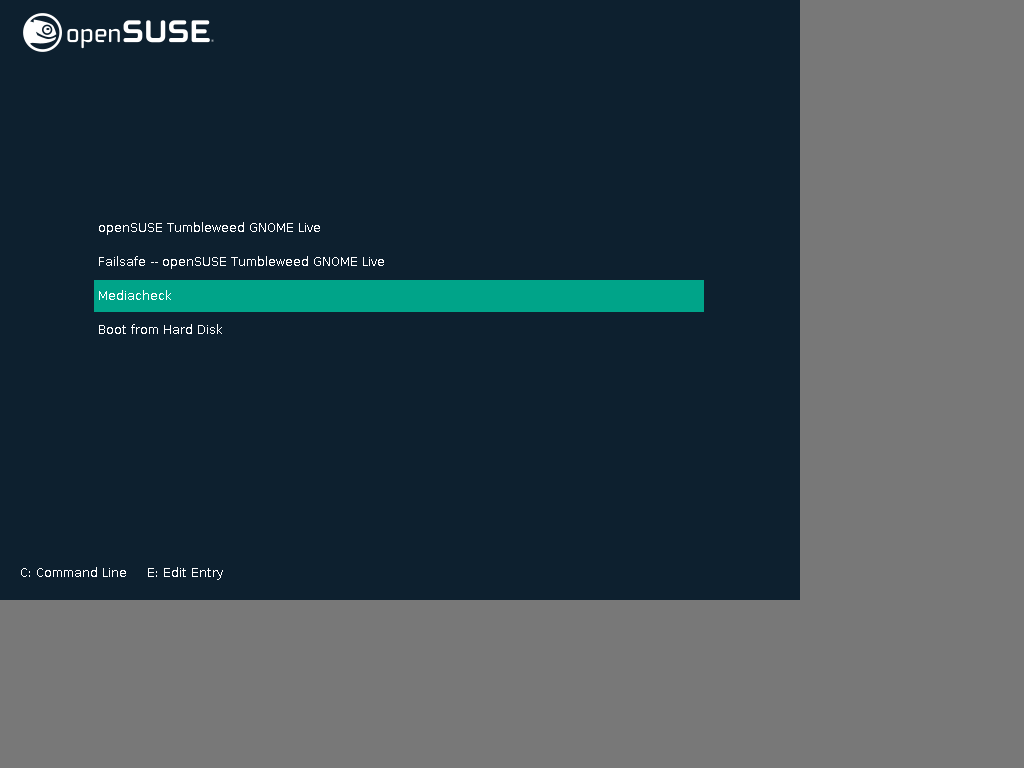 openSUSE.
openSUSE Tumbleweed GNOME Live
Failsafe -- openSUSE Tumbleweed GNOME Live
Mediacheck
Boot from Hard Disk
C: Command Line E: Edit Entry